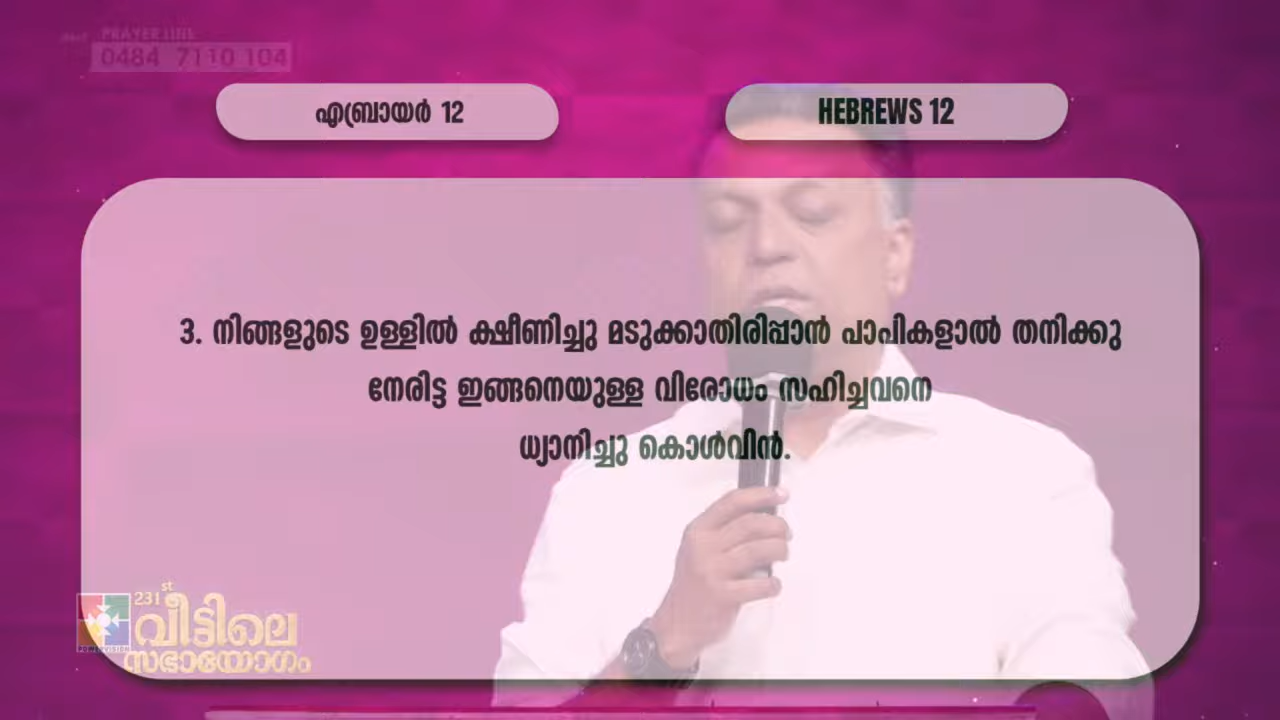 PRAYER LINE
0484 7110 104
എബ്രായർ 12
HEBREWS 12
3. നിങ്ങളുടെ ഉള്ളിൽ ക്ഷീണിച്ചു മടുക്കാതിരിപ്പാൻ പാപികളാൽ തനിക്കു
നേരിട്ട ഇങ്ങനെയുള്ള വിരോധം സഹിച്ചവനെ
ധ്യാനിച്ചു കൊൾവിൻ.
231st
വീട്ടിലെ
സഭായോഗം
POWERVISION